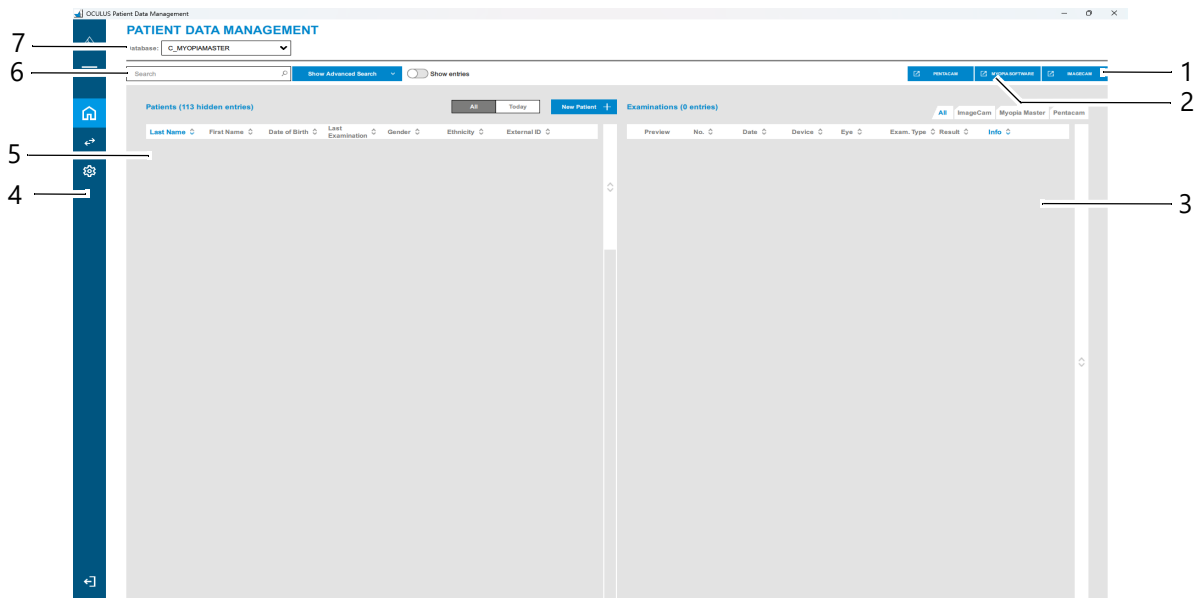 OCULUS Patient Data Management
PATIENT DATA MANAGEMENT
7
atabase: C_MYOPIAMASTER
6
Search Show Advanced Search Show entries
PENTACAM MYOPIA SOFTWARE IMAGECAM
1
2
Patients (113 hidden entries) All Today New Patient
Examinations (0 entries) All ImageCam Myopia Master Pentacam
Last Name First Name Date of Birth Last Examination Gender Ethnicity External ID
Preview No. Date Device Eye Exam. Type Result Info
5
4
3